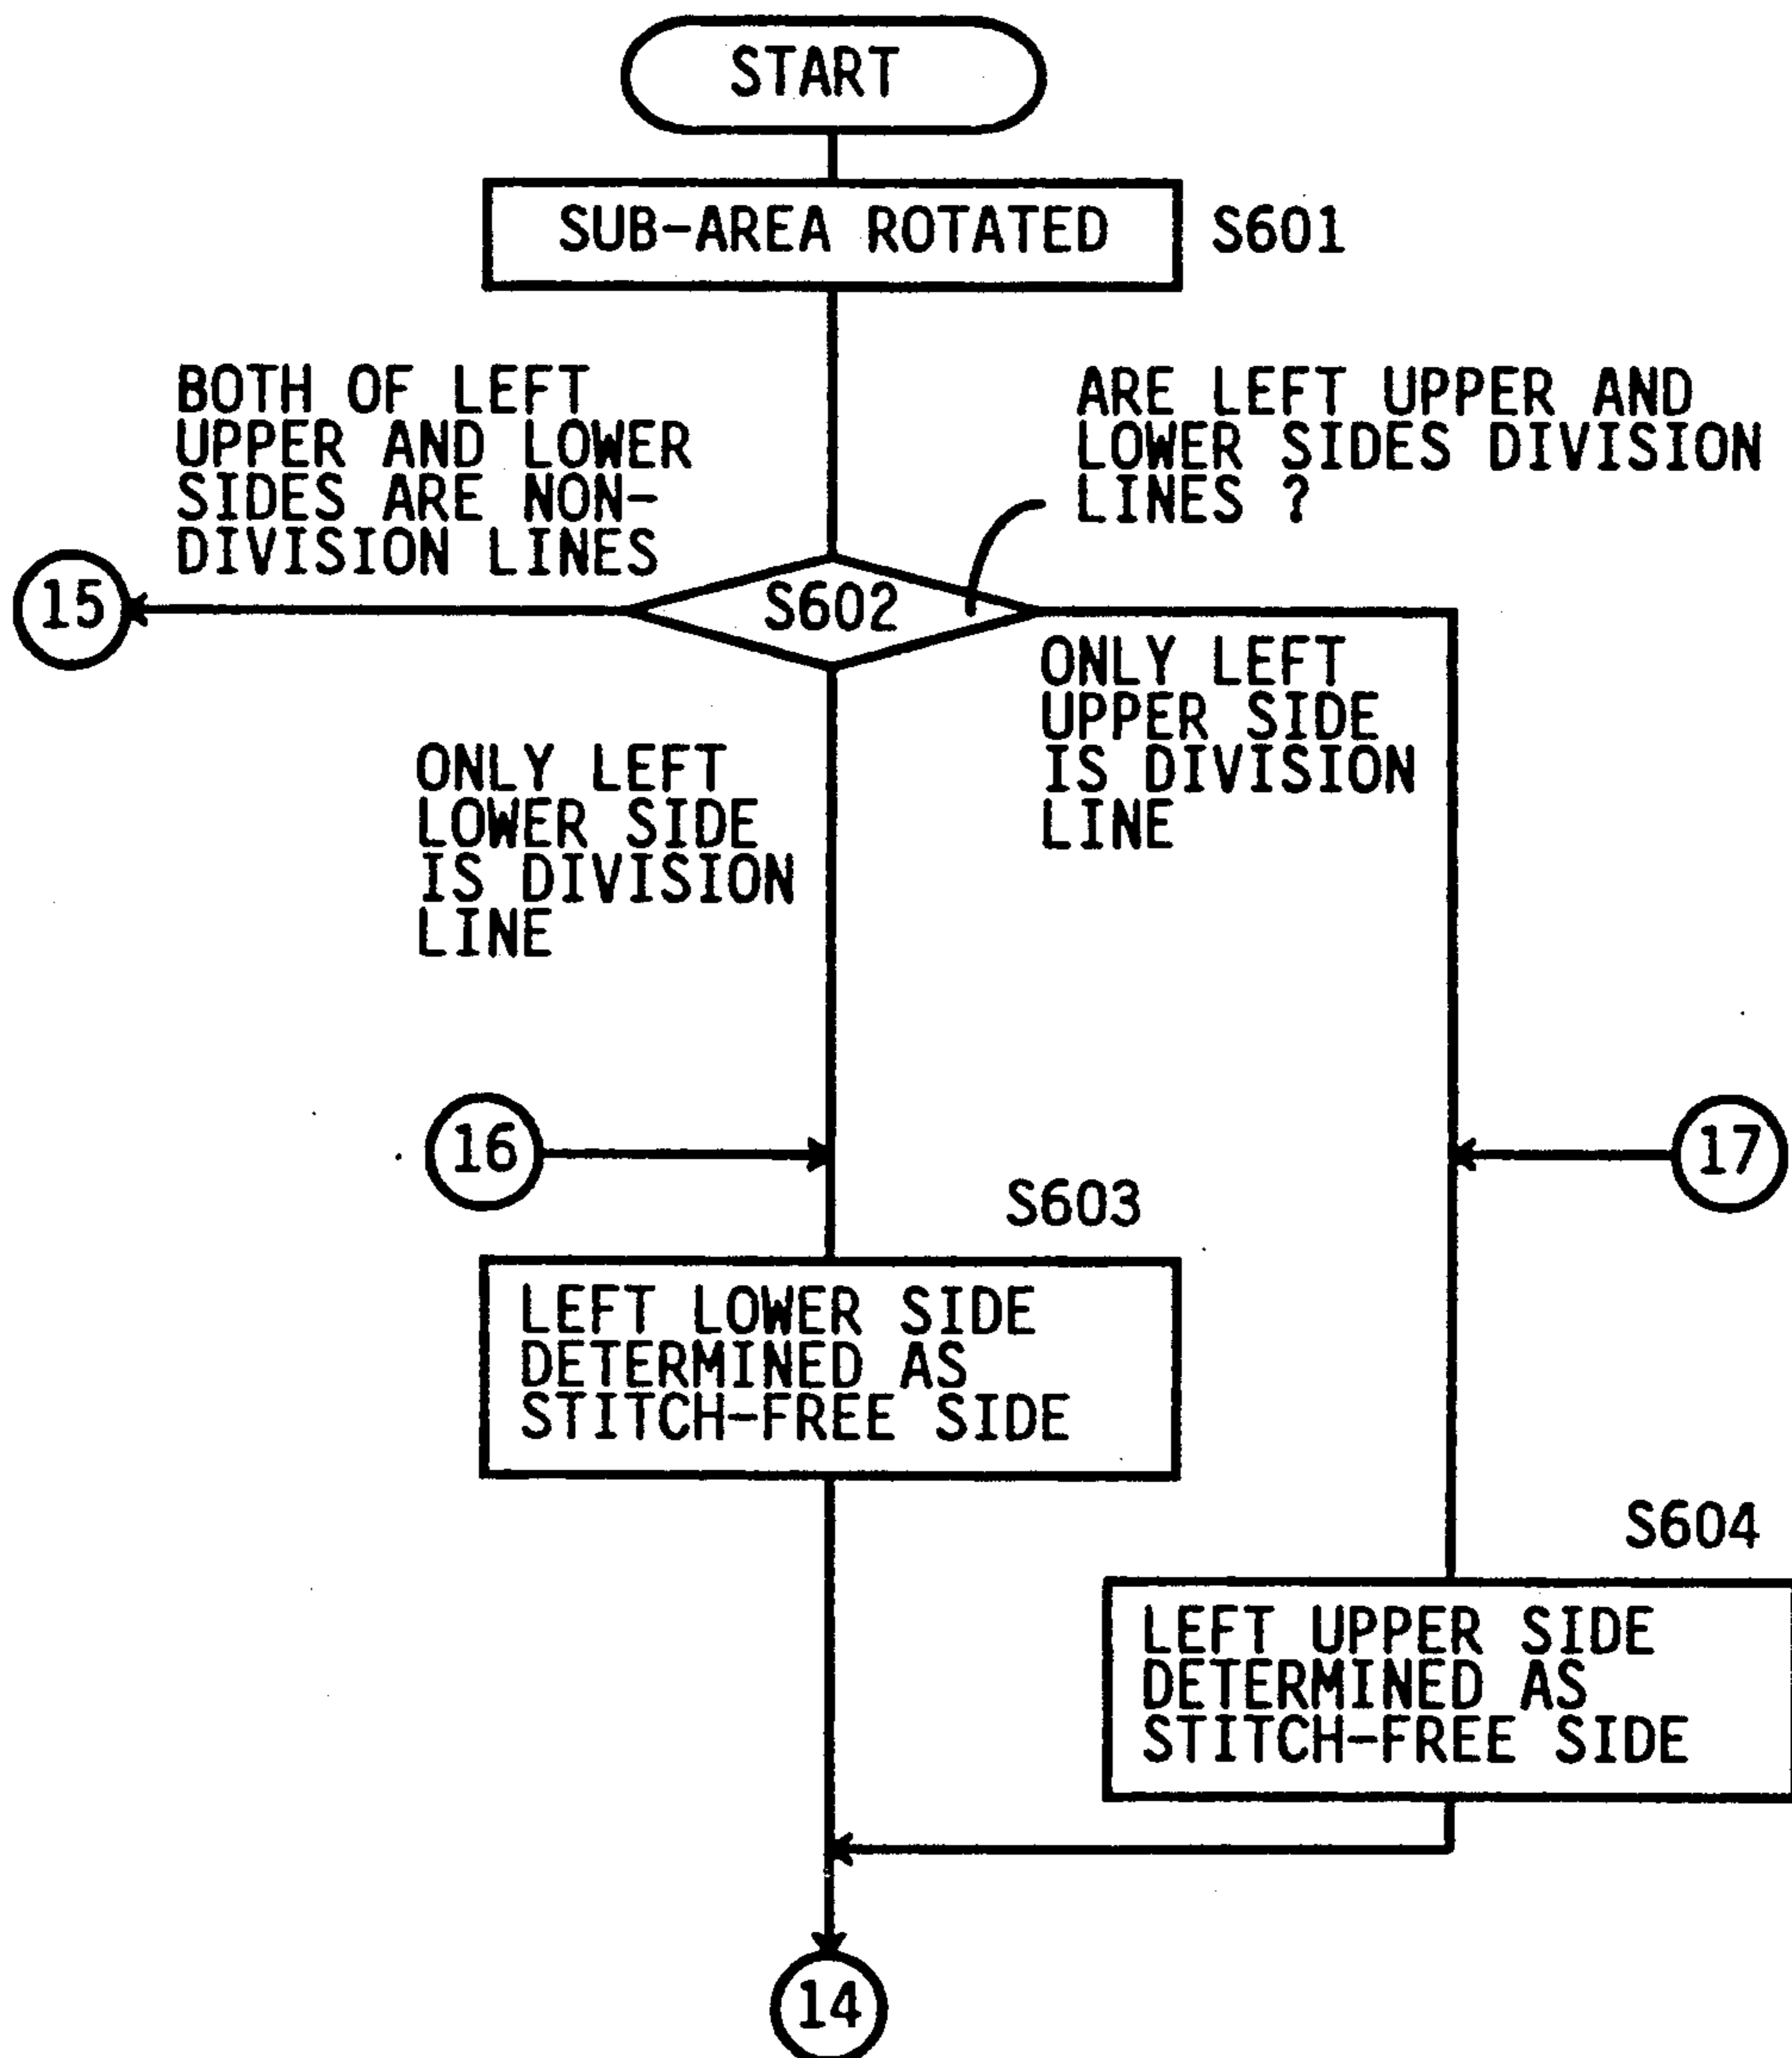 START
SUB-AREA ROTATED
S601
BOTH OF LEFT
UPPER AND LOWER
SIDES ARE NON-
DIVISION LINES
ARE LEFT UPPER AND
LOWER SIDES DIVISION
LINES ?
15
S602
ONLY LEFT
UPPER SIDE
IS DIVISION
LINE
ONLY LEFT
LOWER SIDE
IS DIVISION
LINE
16
17
S603
LEFT LOWER SIDE
DETERMINED AS
STITCH-FREE SIDE
S604
LEFT UPPER SIDE
DETERMINED AS
STITCH-FREE SIDE
14